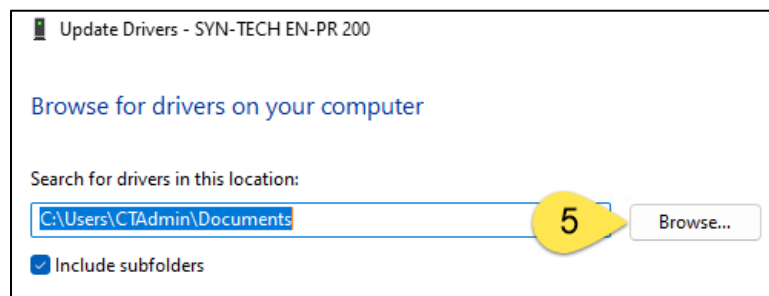 Update Drivers - SYN-TECH EN-PR 200
Browse for drivers on your computer
Search for drivers in this location:
C:\Users\CTAdmin\Documents
5
Browse...
Include subfolders